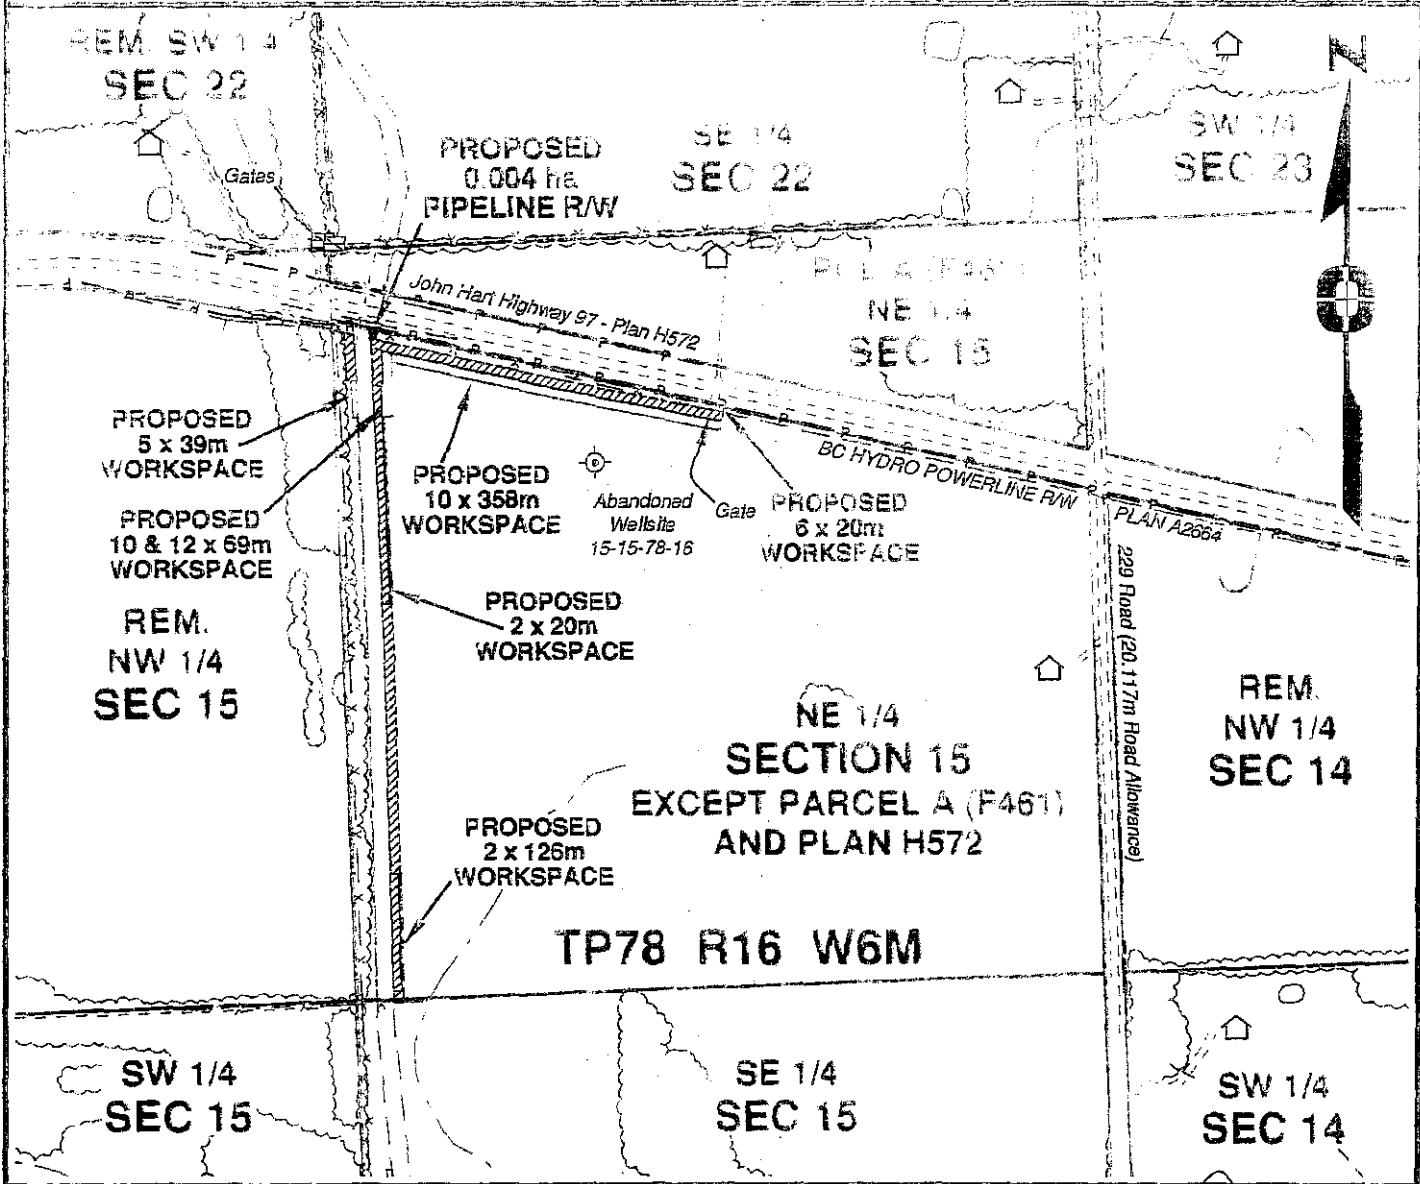 REM. SW 1/4
SEC 22
Gates
PROPOSED
0.004 ha
PIPELINE R/W
SE 1/4
SEC 22
SW 1/4
SEC 23
N
John Hart Highway 97 - Plan H572
PCL A (F461)
NE 1/4
SEC 15
PROPOSED
5 x 39m
WORKSPACE
PROPOSED
10 & 12 x 69m
WORKSPACE
PROPOSED
10 x 358m
WORKSPACE
Abandoned
Wellsite
15-15-78-16
Gate
PROPOSED
6 x 20m
WORKSPACE
BC HYDRO POWERLINE R/W
PLAN A2664
229 Road (20.117m Road Allowance)
PROPOSED
2 x 20m
WORKSPACE
REM.
NW 1/4
SEC 15
NE 1/4
SECTION 15
EXCEPT PARCEL A (F461)
AND PLAN H572
REM.
NW 1/4
SEC 14
PROPOSED
2 x 126m
WORKSPACE
TP78 R16 W6M
SW 1/4
SEC 15
SE 1/4
SEC 15
SW 1/4
SEC 14